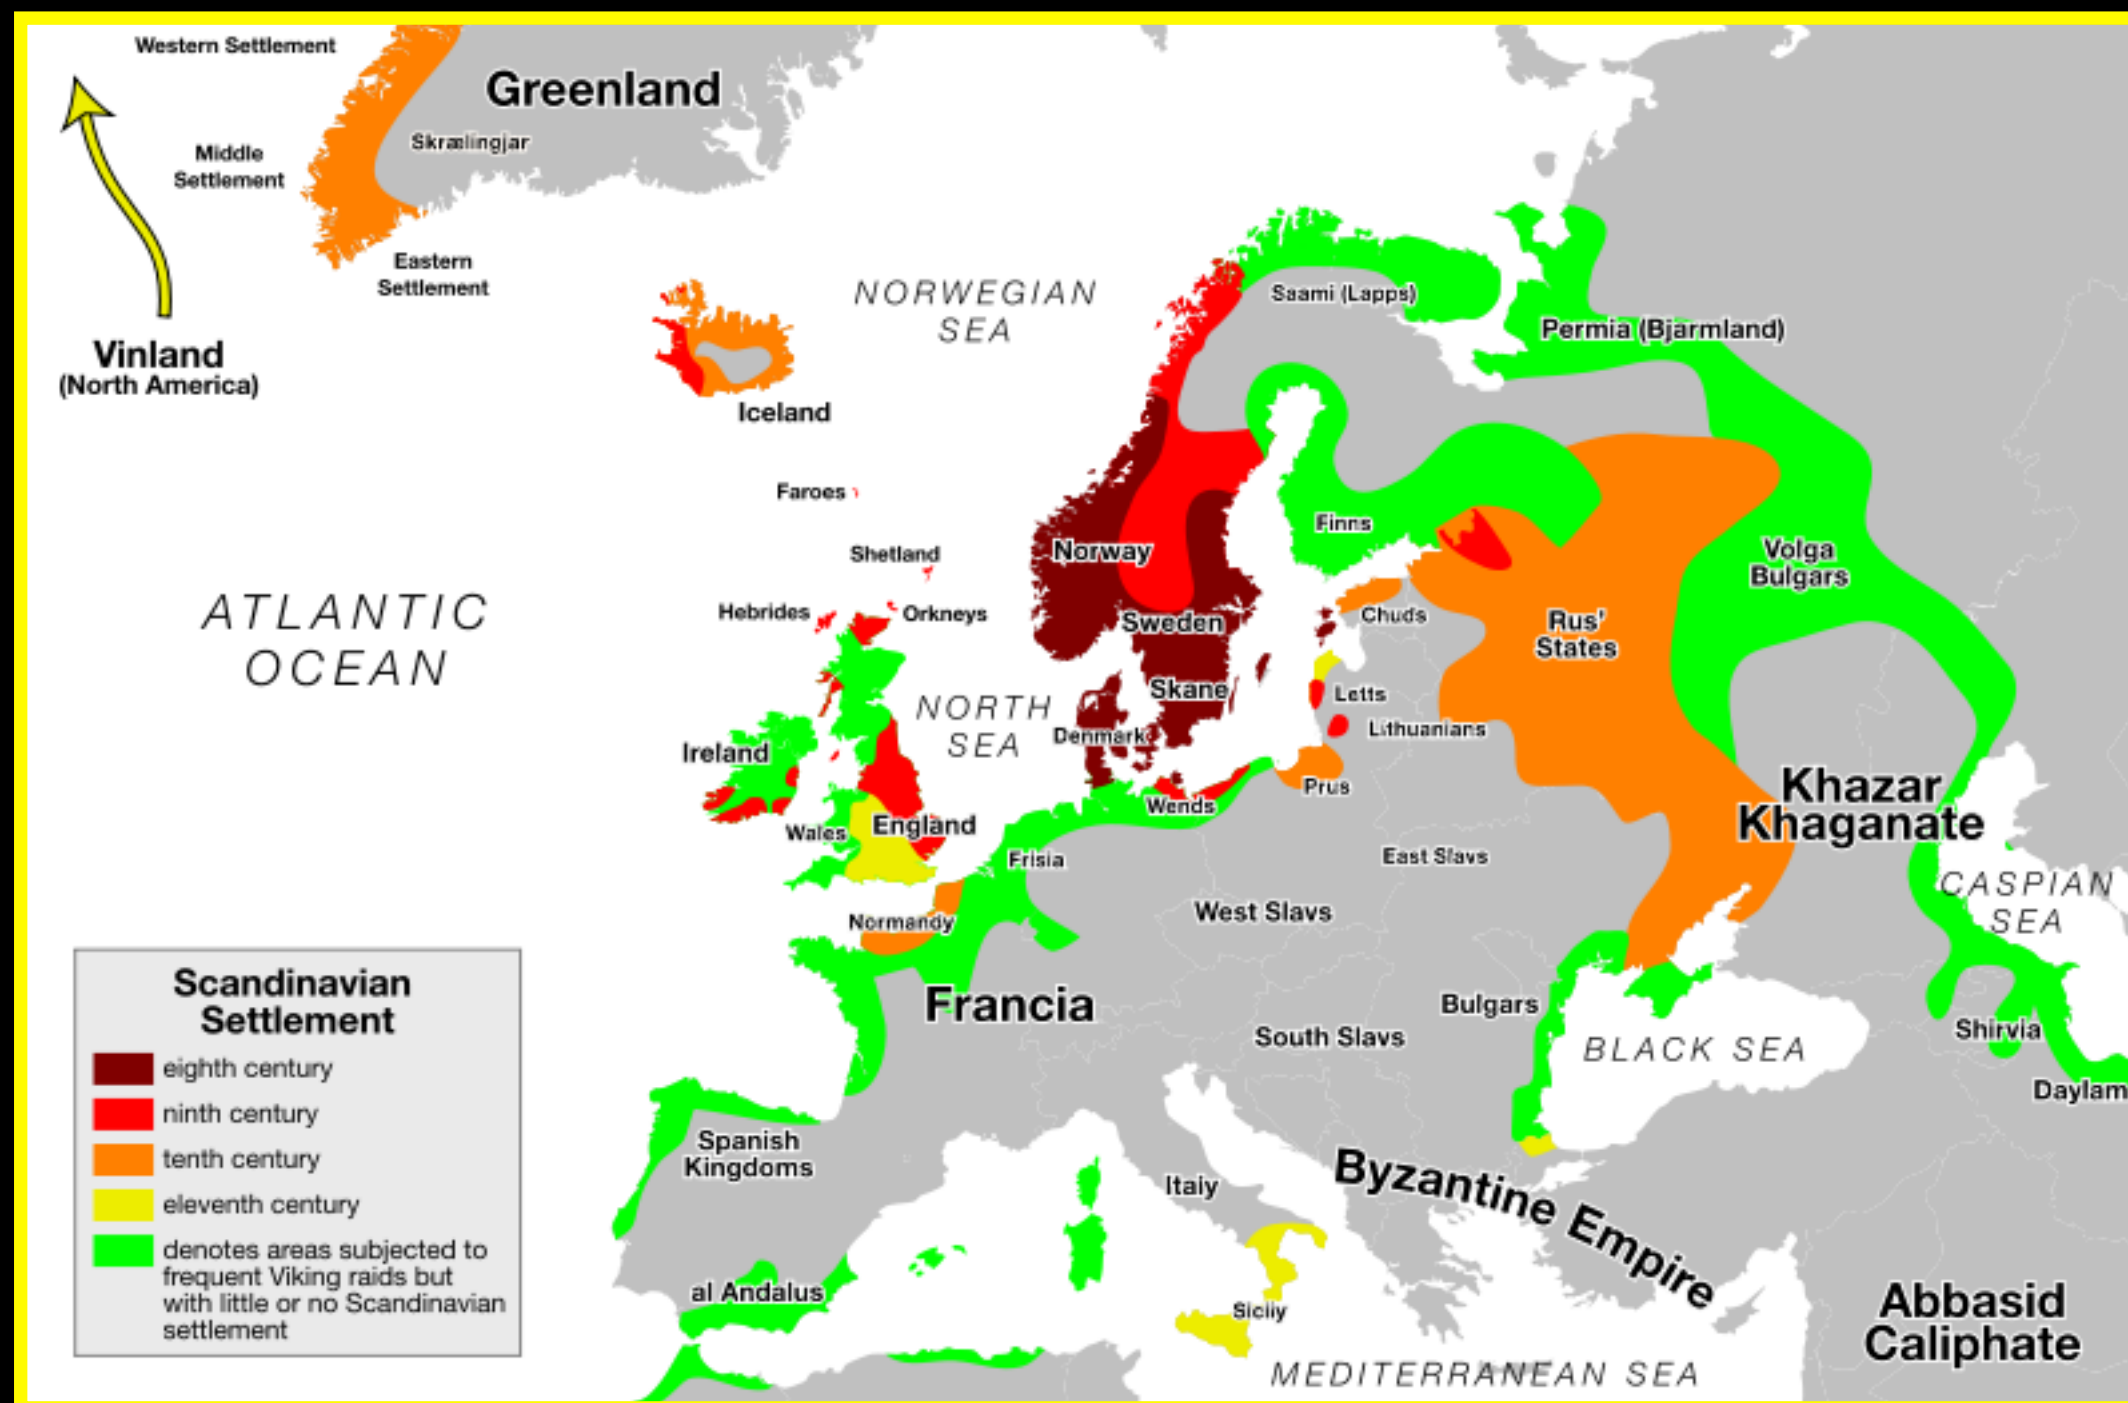 Western Settlement
Greenland
Skrælingjar
Middle
Settlement
Eastern
Settlement
Vinland
(North America)
NORWEGIAN
SEA
Iceland
Saami (Lapps)
Permia (Bjarmland)
Faroes
Shetland
Hebrides
Orkneys
ATLANTIC
OCEAN
Norway
Sweden
Skane
Denmark
Finns
Chuds
Rus'
States
Volga
Bulgars
NORTH
SEA
Letts
Lithuanians
Ireland
Wales
England
Wends
Prus
Khazar
Khaganate
Frisia
East Slavs
West Slavs
Normandy
CASPIAN
SEA
Francia
South Slavs
Bulgars
BLACK SEA
Shirvia
Daylam
Spanish
Kingdoms
Italy
Byzantine Empire
al Andalus
Sicily
Abbasid
Caliphate
MEDITERRANEAN SEA
Scandinavian
Settlement
eighth century
ninth century
tenth century
eleventh century
denotes areas subjected to
frequent Viking raids but
with little or no Scandinavian
settlement